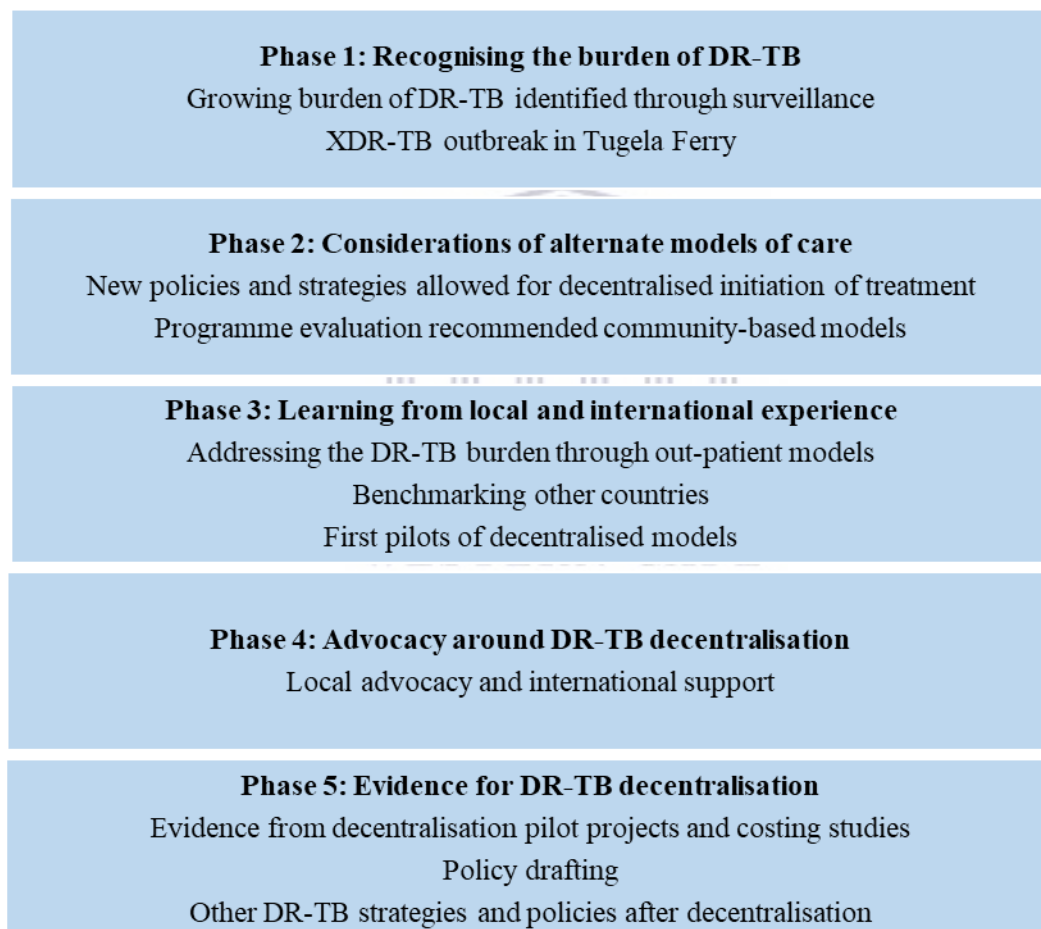 Phase 1: Recognising the burden of DR-TB
Growing burden of DR-TB identified through surveillance
XDR-TB outbreak in Tugela Ferry
Phase 2: Considerations of alternate models of care
New policies and strategies allowed for decentralised initiation of treatment
Programme evaluation recommended community-based models
Phase 3: Learning from local and international experience
Addressing the DR-TB burden through out-patient models
Benchmarking other countries
First pilots of decentralised models
Phase 4: Advocacy around DR-TB decentralisation
Local advocacy and international support
Phase 5: Evidence for DR-TB decentralisation
Evidence from decentralisation pilot projects and costing studies
Policy drafting
Other DR-TB strategies and policies after decentralisation